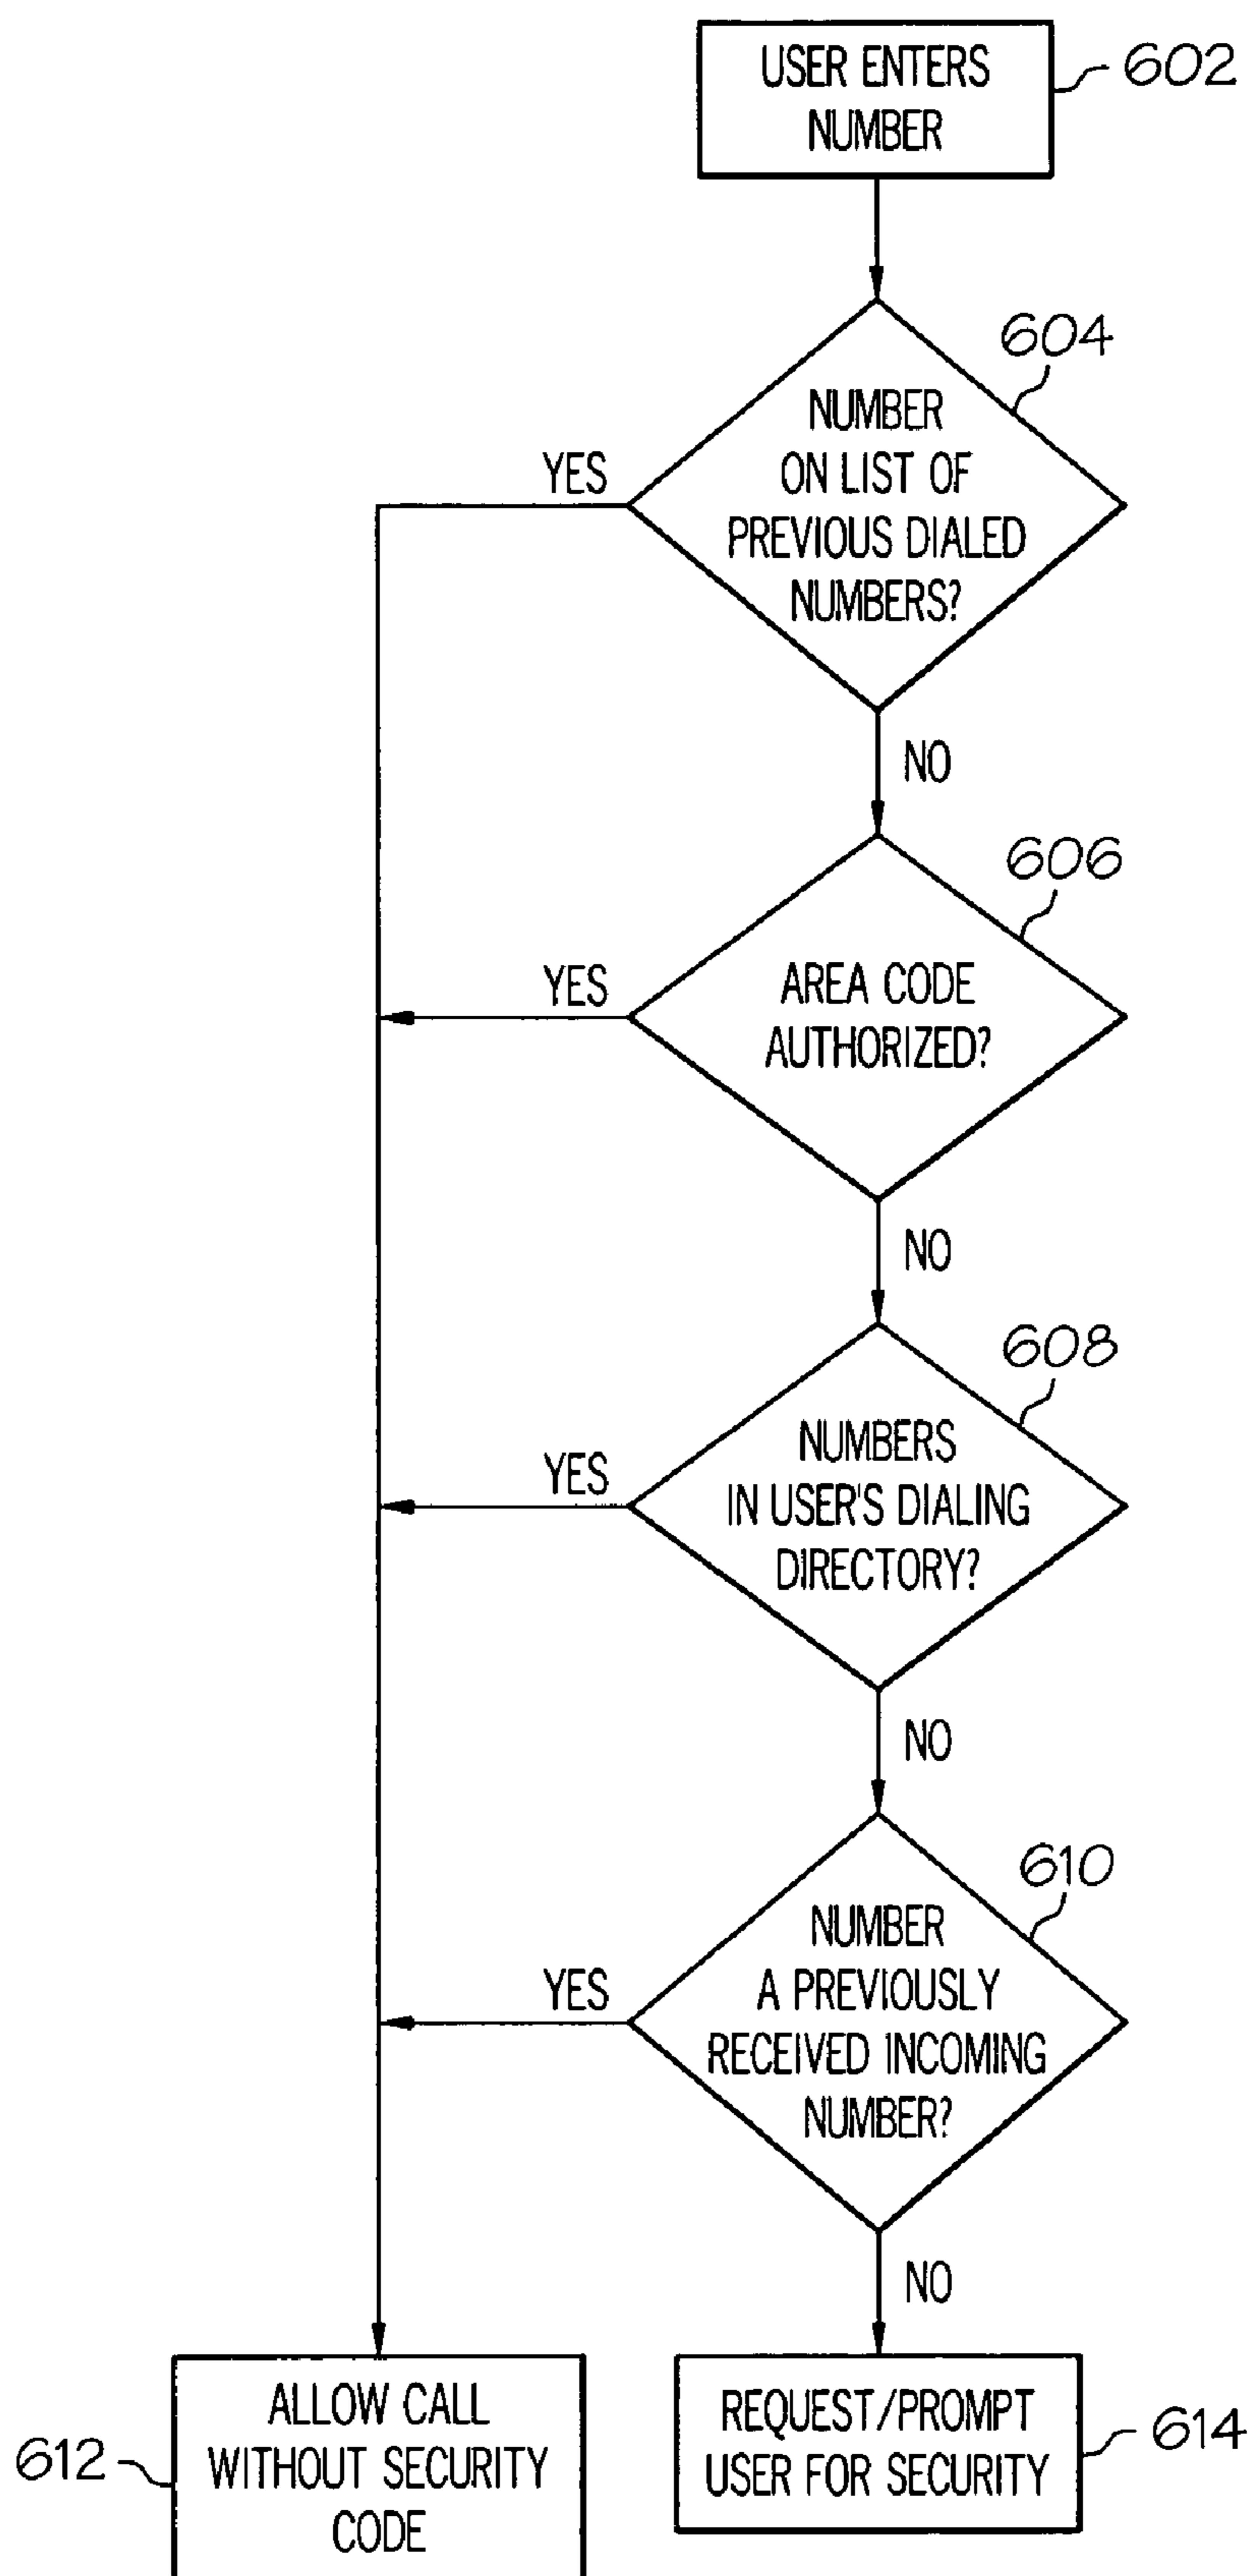 USER ENTERS
NUMBER
602
604
NUMBER
ON LIST OF
PREVIOUS DIALED
NUMBERS?
YES
NO
606
AREA CODE
AUTHORIZED?
YES
NO
608
NUMBERS
IN USER'S DIALING
DIRECTORY?
YES
NO
610
NUMBER
A PREVIOUSLY
RECEIVED INCOMING
NUMBER?
YES
NO
612
ALLOW CALL
WITHOUT SECURITY
CODE
REQUEST/PROMPT
USER FOR SECURITY
614